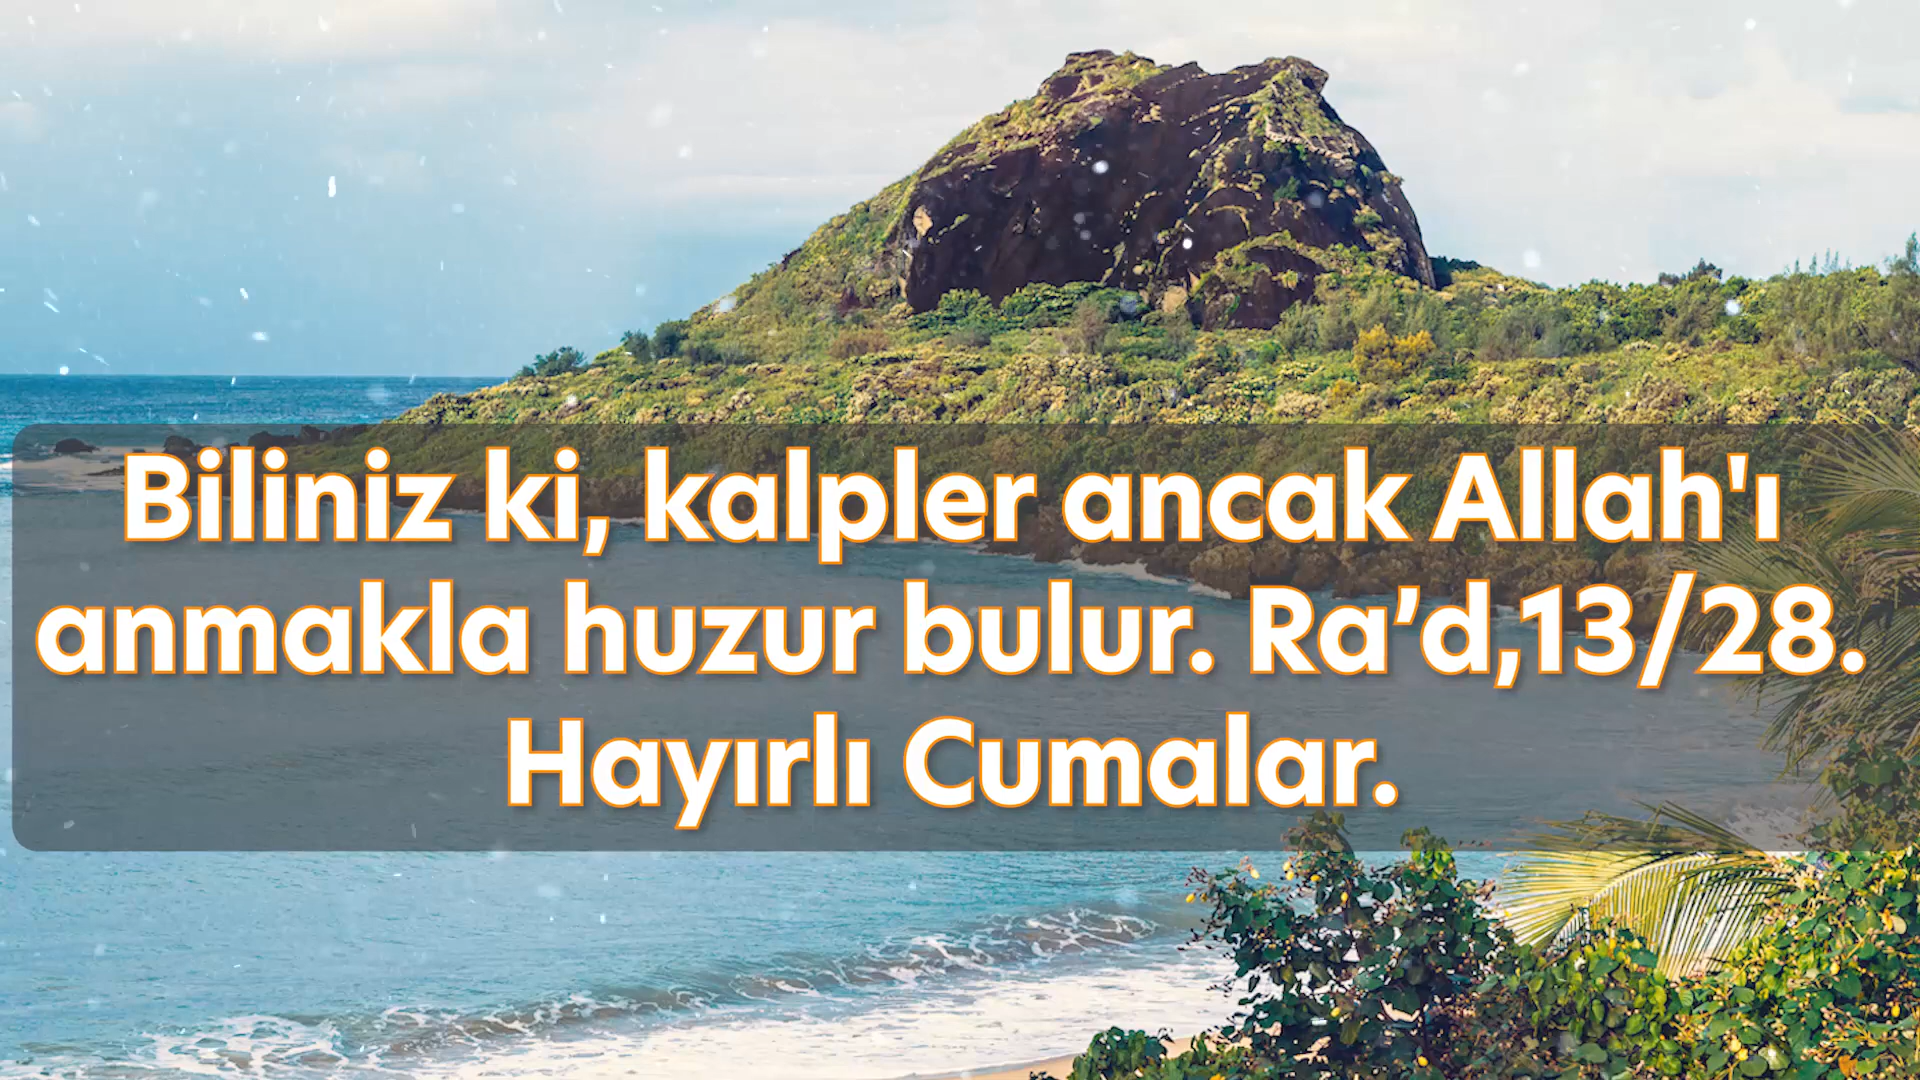 Biliniz ki, kalpler ancak Allah'ı
anmakla huzur bulur. Ra’d,13/28.
Hayırlı Cumalar.